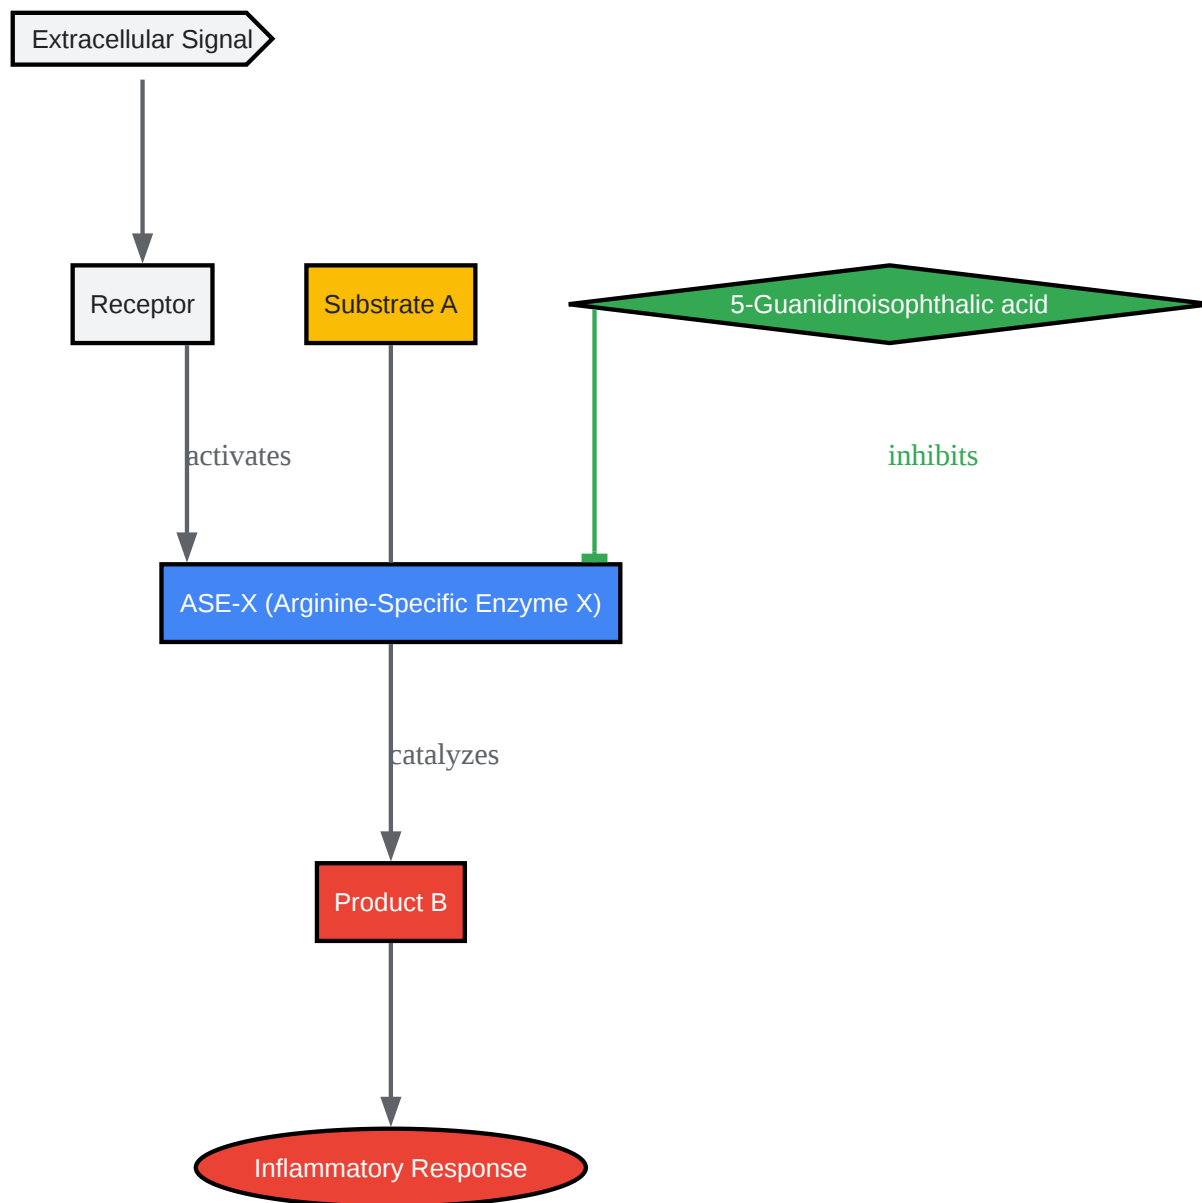 Extracellular Signal
Receptor
Substrate A
5-Guanidinoisophthalic acid
activates
inhibits
ASE-X (Arginine-Specific Enzyme X)
catalyzes
Product B
Inflammatory Response